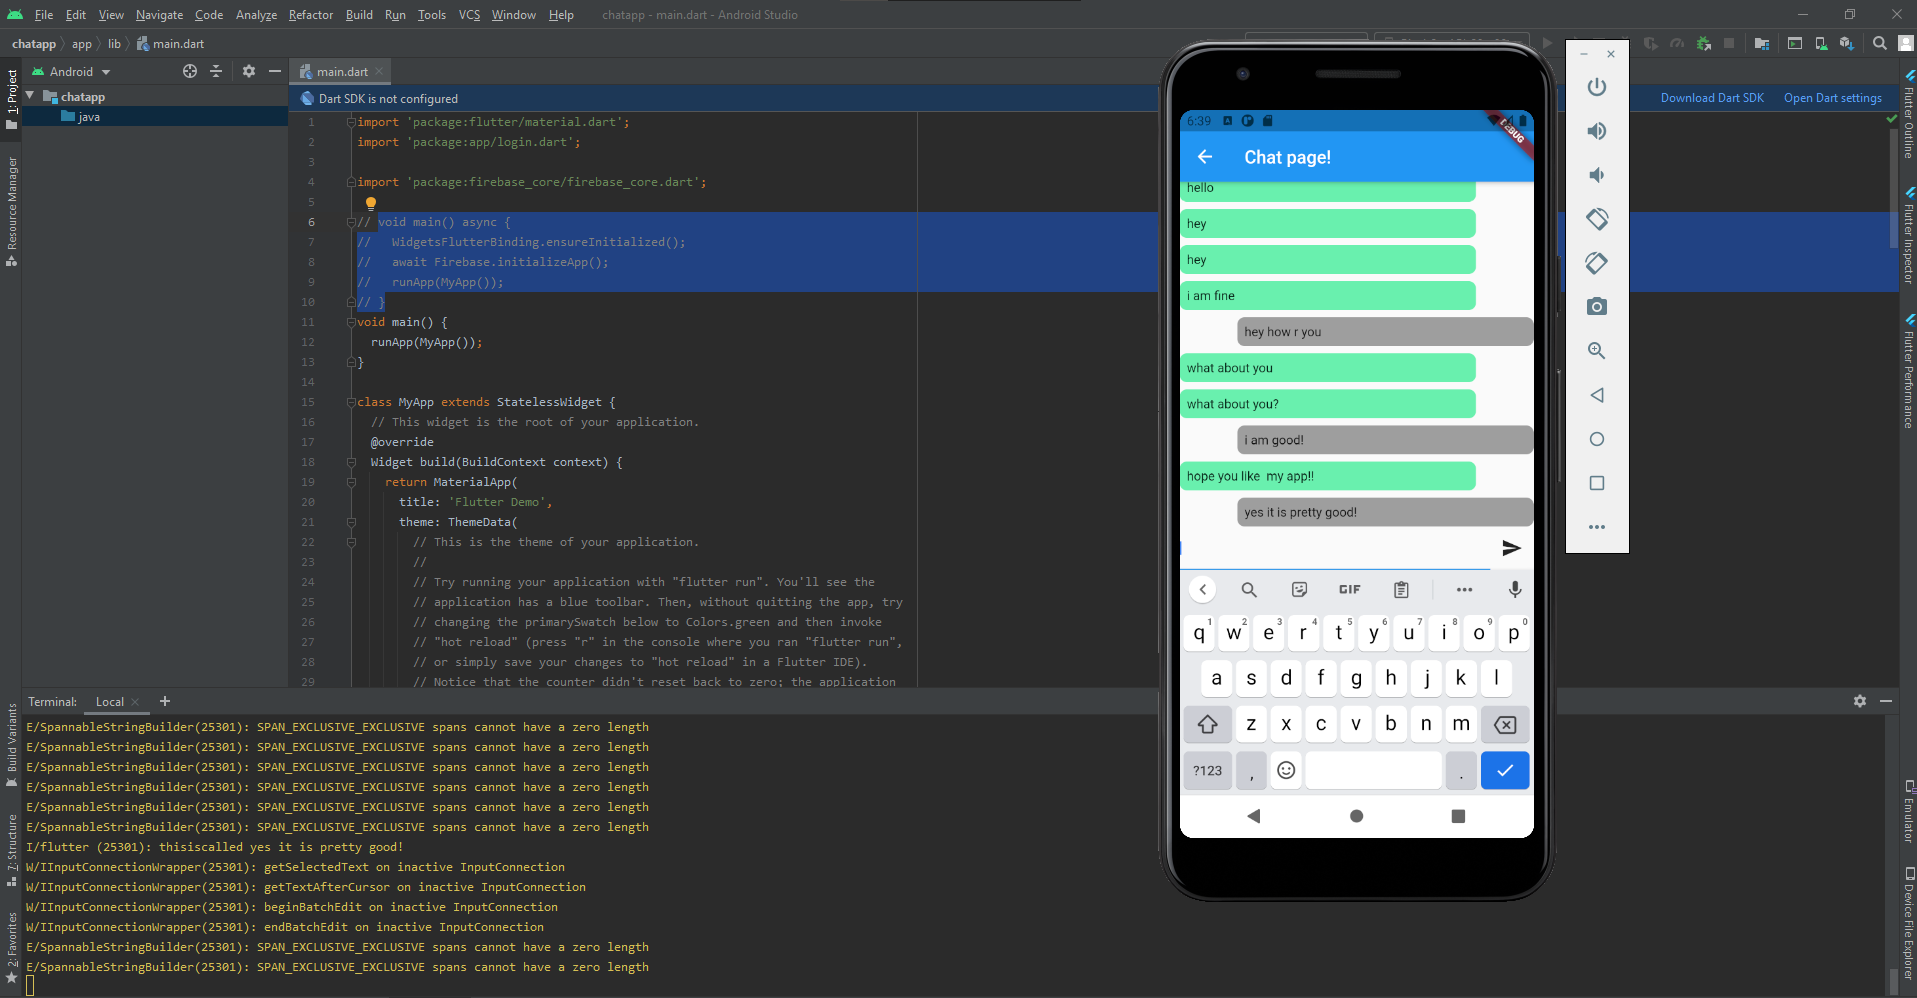 File Edit View Navigate Code Analyze Refactor Build Run Tools VCS Window Help chatapp - main.dart - Android Studio
chatapp app lib main.dart
Android
main.dart
1: Project
chatapp
java
Resource Manager
Build Variants
7: Structure
2: Favorites
Dart SDK is not configured
Download Dart SDK Open Dart settings
1 import 'package:flutter/material.dart';
2 import 'package:app/login.dart';
3
4 import 'package:firebase_core/firebase_core.dart';
5
6 // void main() async {
7 //   WidgetsFlutterBinding.ensureInitialized();
8 //   await Firebase.initializeApp();
9 //   runApp(MyApp());
10 // }
11 void main() {
12   runApp(MyApp());
13 }
14
15 class MyApp extends StatelessWidget {
16   // This widget is the root of your application.
17   @override
18   Widget build(BuildContext context) {
19     return MaterialApp(
20       title: 'Flutter Demo',
21       theme: ThemeData(
22         // This is the theme of your application.
23         //
24         // Try running your application with "flutter run". You'll see the
25         // application has a blue toolbar. Then, without quitting the app, try
26         // changing the primarySwatch below to Colors.green and then invoke
27         // "hot reload" (press "r" in the console where you ran "flutter run",
28         // or simply save your changes to "hot reload" in a Flutter IDE).
29         // Notice that the counter didn't reset back to zero; the application
Terminal: Local
E/SpannableStringBuilder(25301): SPAN_EXCLUSIVE_EXCLUSIVE spans cannot have a zero length
E/SpannableStringBuilder(25301): SPAN_EXCLUSIVE_EXCLUSIVE spans cannot have a zero length
E/SpannableStringBuilder(25301): SPAN_EXCLUSIVE_EXCLUSIVE spans cannot have a zero length
E/SpannableStringBuilder(25301): SPAN_EXCLUSIVE_EXCLUSIVE spans cannot have a zero length
E/SpannableStringBuilder(25301): SPAN_EXCLUSIVE_EXCLUSIVE spans cannot have a zero length
E/SpannableStringBuilder(25301): SPAN_EXCLUSIVE_EXCLUSIVE spans cannot have a zero length
I/flutter (25301): thisiscalled yes it is pretty good!
W/IInputConnectionWrapper(25301): getSelectedText on inactive InputConnection
W/IInputConnectionWrapper(25301): getTextAfterCursor on inactive InputConnection
W/IInputConnectionWrapper(25301): beginBatchEdit on inactive InputConnection
W/IInputConnectionWrapper(25301): endBatchEdit on inactive InputConnection
E/SpannableStringBuilder(25301): SPAN_EXCLUSIVE_EXCLUSIVE spans cannot have a zero length
E/SpannableStringBuilder(25301): SPAN_EXCLUSIVE_EXCLUSIVE spans cannot have a zero length
6:39
DEBUG
Chat page!
hello
hey
hey
i am fine
hey how r you
what about you
what about you?
i am good!
hope you like  my app!!
yes it is pretty good!
GIF
q1 w2 e3 r4 t5 y6 u7 i8 o9 p0
a s d f g h j k l
z x c v b n m
?123 , .
Flutter Outline
Flutter Inspector
Flutter Performance
Emulator
Device File Explorer